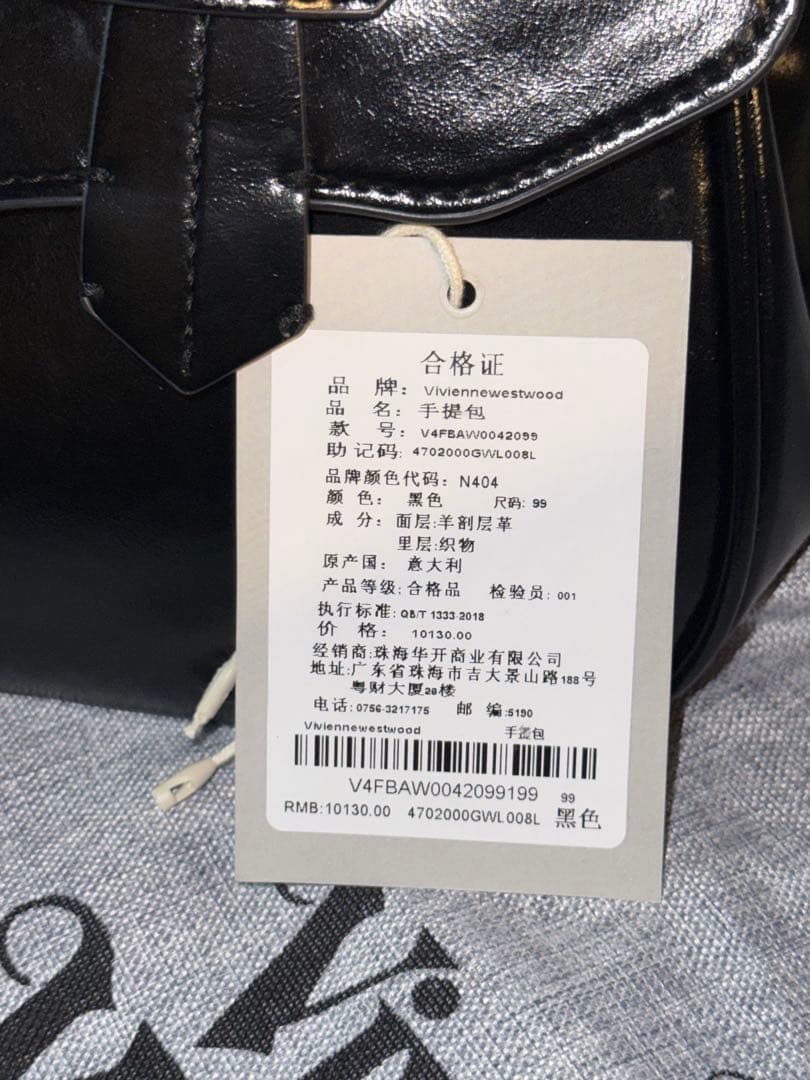 合格证
品 牌: Viviennewestwood
品 名: 手提包
款 号: V4FBAW0042099
助记码: 4702000GWL008L
品牌颜色代码: N404
颜 色: 黑色 尺码: 99
成 分: 面层:羊剖层革
里层:织物
原产国: 意大利
产品等级: 合格品 检验员: 001
执行标准: QB/T 1333-2018
价 格: 10130.00
经销商:珠海华开商业有限公司
地址:广东省珠海市吉大景山路188号
粤财大厦28楼
电话: 0756-3217175 邮 编:5190
Viviennewestwood 手提包
V4FBAW0042099199 99
RMB:10130.00 4702000GWL008L 黑色